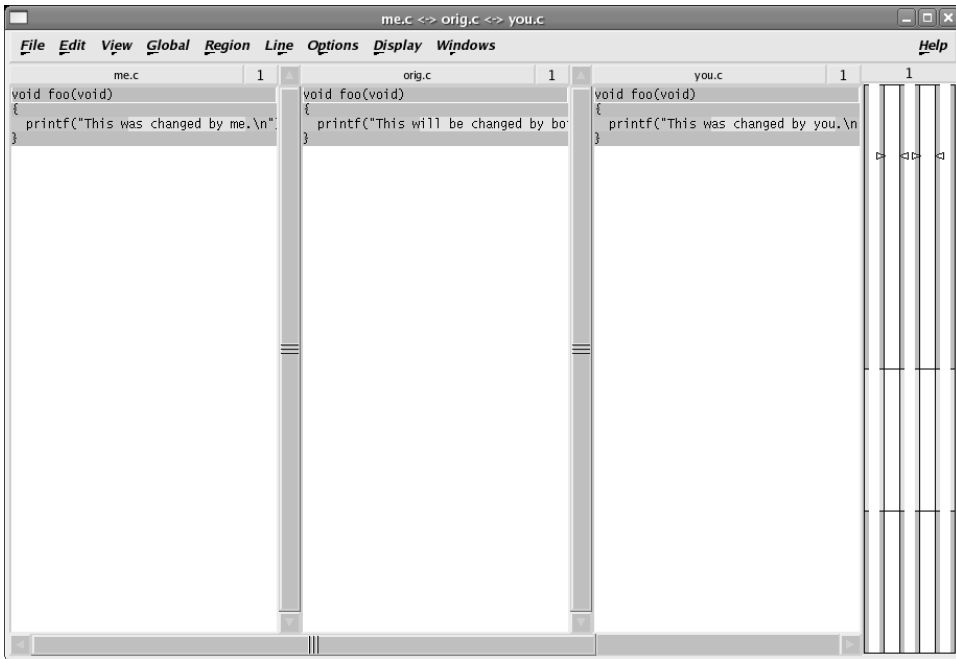 me.c <-> orig.c <-> you.c
File Edit View Global Region Line Options Display Windows Help
me.c 1 orig.c 1 you.c 1 1
void foo(void)
{
printf("This was changed by me.\n"
}
void foo(void)
{
printf("This will be changed by bo
}
void foo(void)
{
printf("This was changed by you.\n
}